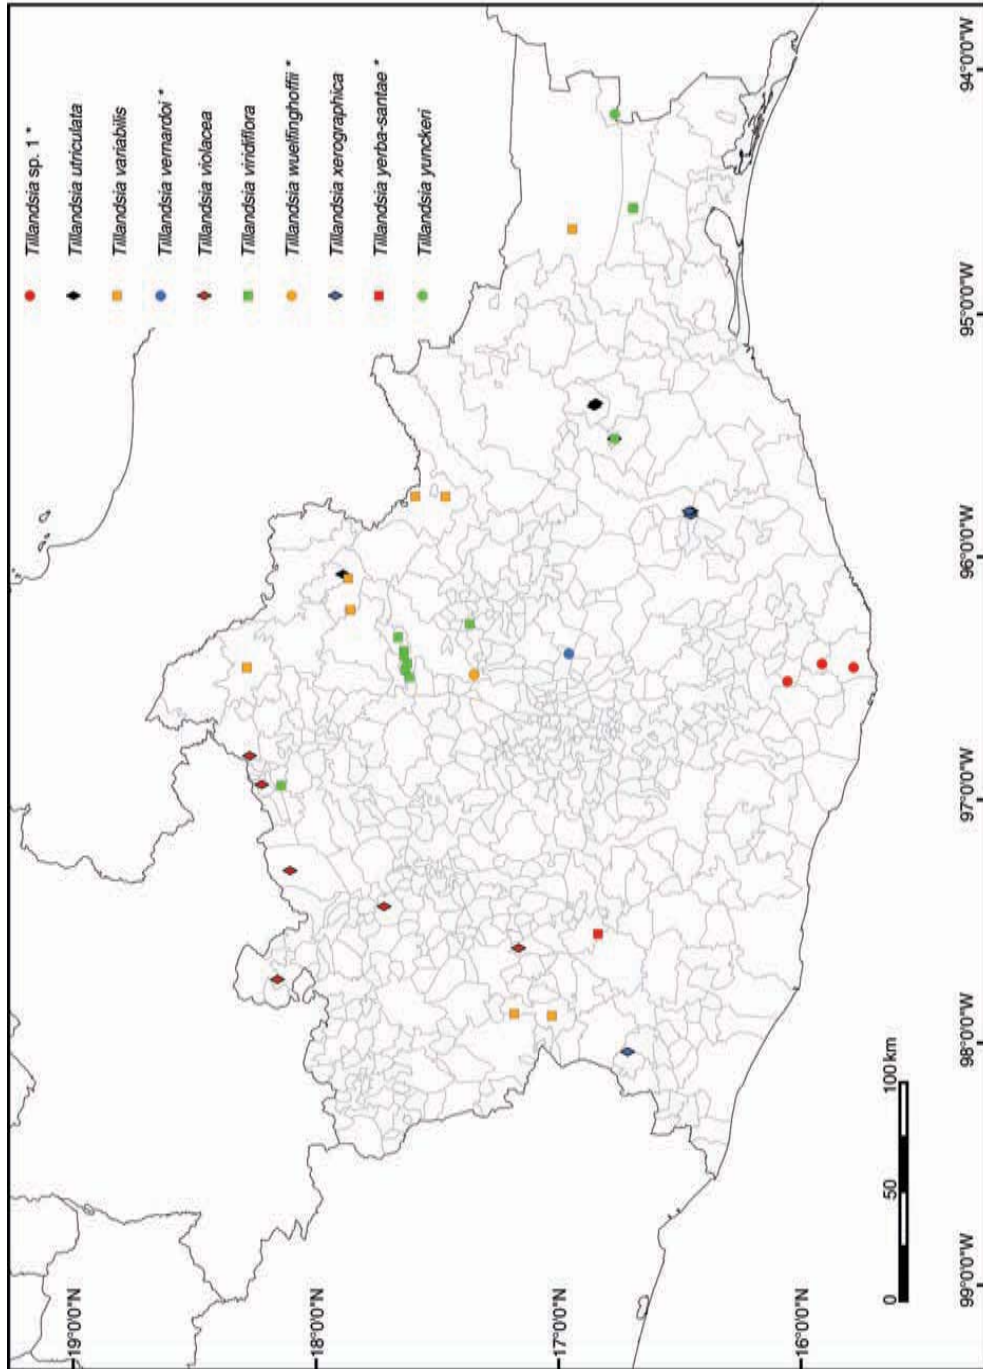 Tillandsia sp. 1 *
Tillandsia utriculata
Tillandsia variabilis
Tillandsia vernardoi *
Tillandsia violacea
Tillandsia viridiflora
Tillandsia wuelfinghoffii *
Tillandsia xerographica
Tillandsia yerba-santae *
Tillandsia yunckeri
19°0'0"N
18°0'0"N
17°0'0"N
16°0'0"N
0 50 100 km
99°0'0"W 98°0'0"W 97°0'0"W 96°0'0"W 95°0'0"W 94°0'0"W